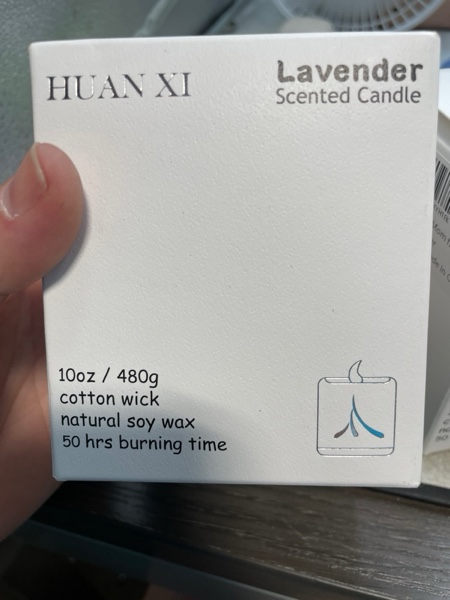 HUAN XI
Lavender
Scented Candle
10oz / 480g
cotton wick
natural soy wax
50 hrs burning time